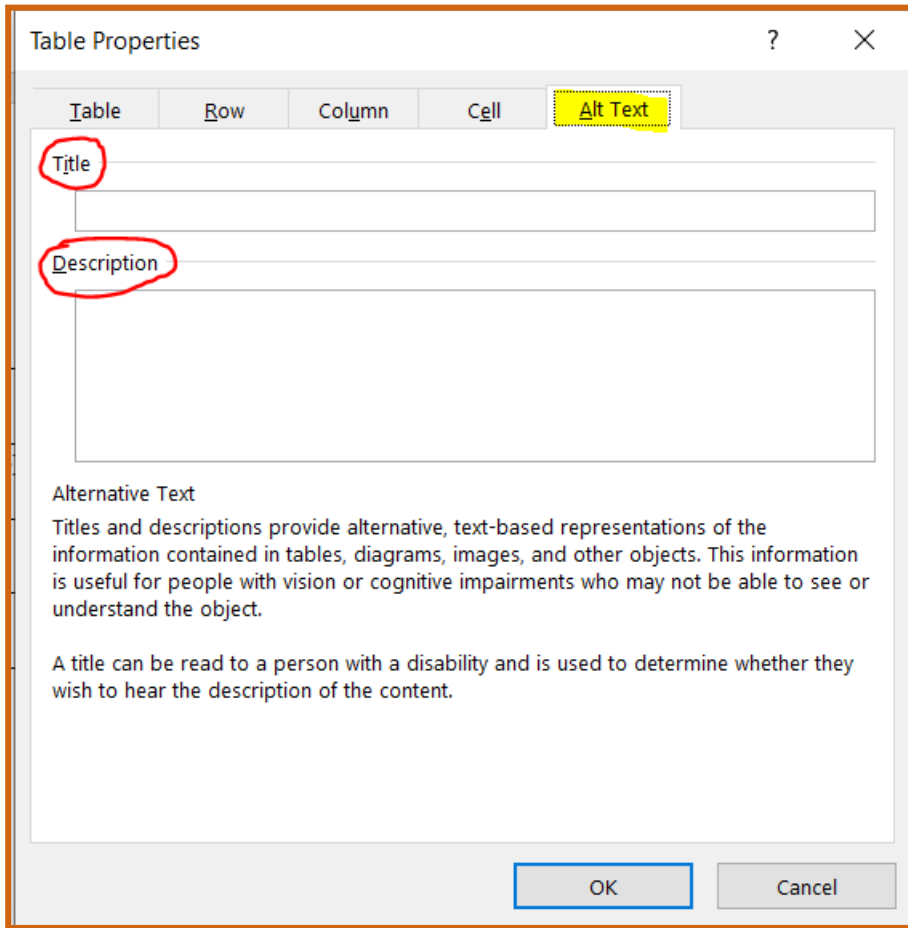 Table Properties ?
Table Row Column Cell Alt Text
Title
Description
Alternative Text
Titles and descriptions provide alternative, text-based representations of the
information contained in tables, diagrams, images, and other objects. This information
is useful for people with vision or cognitive impairments who may not be able to see or
understand the object.
A title can be read to a person with a disability and is used to determine whether they
wish to hear the description of the content.
OK Cancel